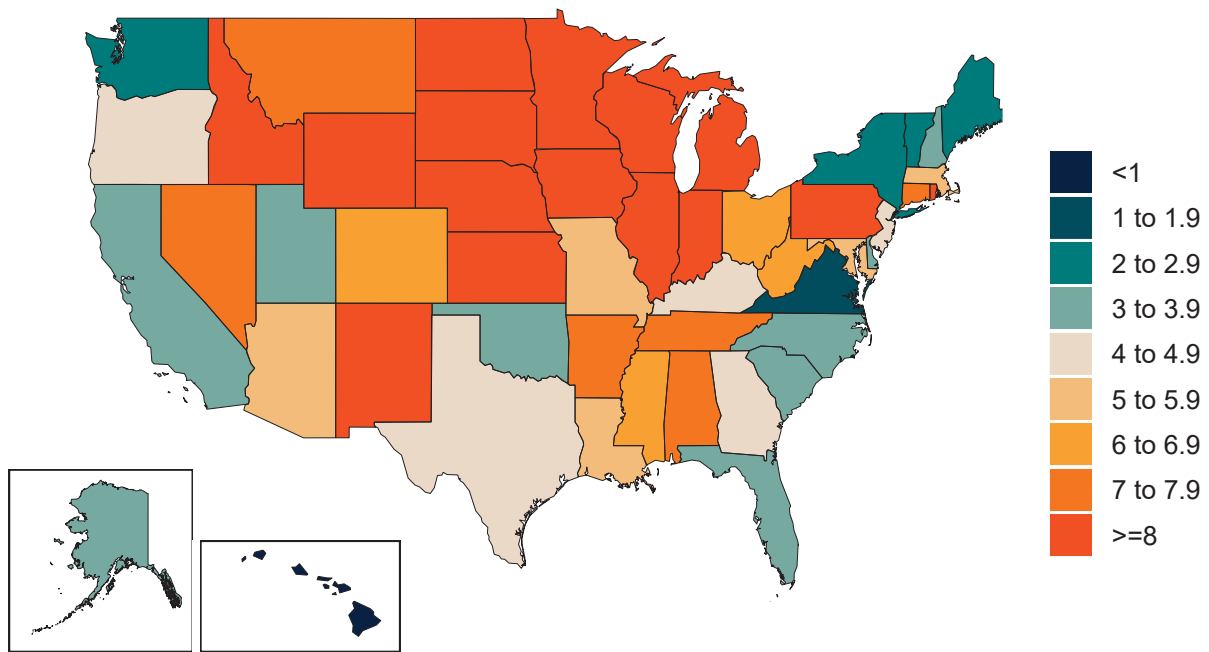 <1
1 to 1.9
2 to 2.9
3 to 3.9
4 to 4.9
5 to 5.9
6 to 6.9
7 to 7.9
>=8